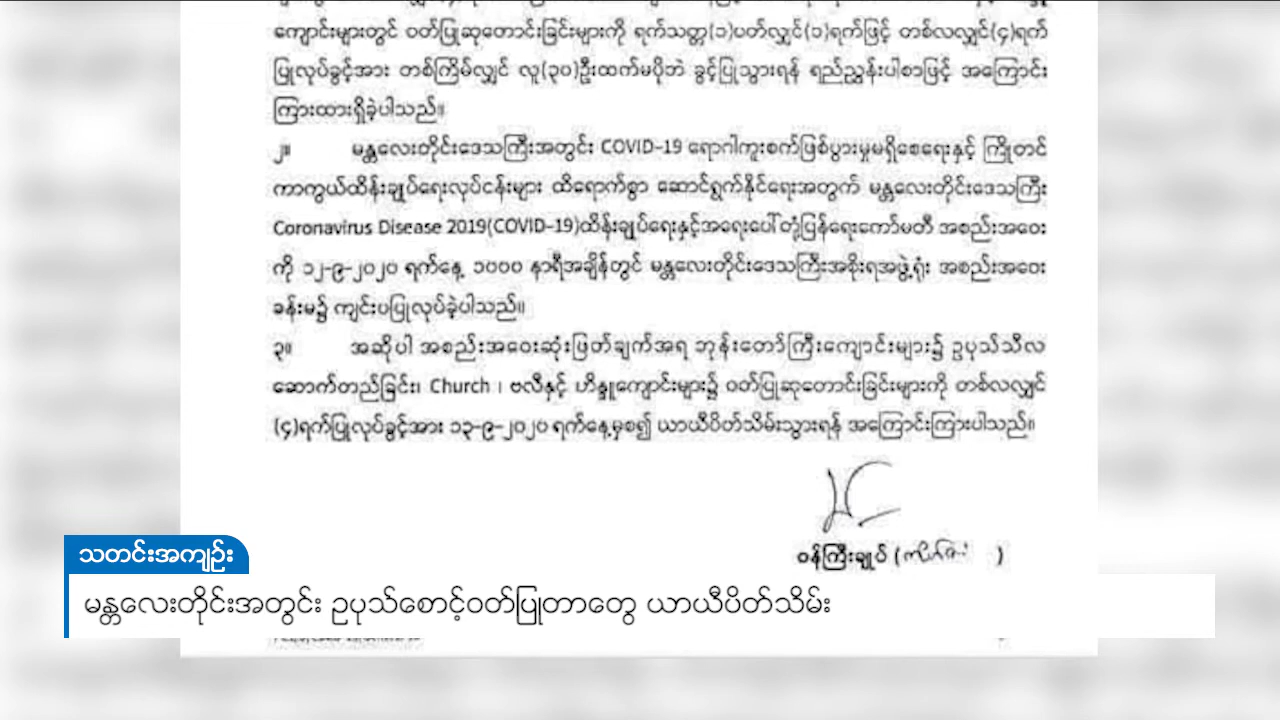 ကျောင်းများတွင် ဝတ်ပြုဆုတောင်းခြင်းများကို ရက်သတ္တ(၁)ပတ်လျှင်(၁)ရက်ဖြင့် တစ်လလျှင်(၄)ရက်
ပြုလုပ်ခွင့်အား တစ်ကြိမ်လျှင် လူ(၃၀)ဦးထက်မပိုဘဲ ခွင့်ပြုသွားရန် ရည်ညွှန်းပါစာဖြင့် အကြောင်း
ကြားထားရှိခဲ့ပါသည်။
၂။ မန္တလေးတိုင်းဒေသကြီးအတွင်း COVID-19 ရောဂါကူးစက်ဖြစ်ပွားမှုမရှိစေရေးနှင့် ကြိုတင်
ကာကွယ်ထိန်းချုပ်ရေးလုပ်ငန်းများ ထိရောက်စွာ ဆောင်ရွက်နိုင်ရေးအတွက် မန္တလေးတိုင်းဒေသကြီး
Coronavirus Disease 2019(COVID-19)ထိန်းချုပ်ရေးနှင့်အရေးပေါ်တုံ့ပြန်ရေးကော်မတီ အစည်းအဝေး
ကို ၁၂-၉-၂၀၂၀ ရက်နေ့ ၁၀၀၀ နာရီအချိန်တွင် မန္တလေးတိုင်းဒေသကြီးအစိုးရအဖွဲ့ရုံး အစည်းအဝေး
ခန်းမ၌ ကျင်းပပြုလုပ်ခဲ့ပါသည်။
၃။ အဆိုပါ အစည်းအဝေးဆုံးဖြတ်ချက်အရ ဘုန်းတော်ကြီးကျောင်းများ၌ ဥပုသ်သီလ
ဆောက်တည်ခြင်း၊ Church ၊ ဗလီနှင့် ဟိန္ဒူကျောင်းများ၌ ဝတ်ပြုဆုတောင်းခြင်းများကို တစ်လလျှင်
(၄)ရက်ပြုလုပ်ခွင့်အား ၁၃-၉-၂၀၂၀ ရက်နေ့မှစ၍ ယာယီပိတ်သိမ်းသွားရန် အကြောင်းကြားပါသည်။
ဝန်ကြီးချုပ် ( )
သတင်းအကျဉ်း
မန္တလေးတိုင်းအတွင်း ဥပုသ်စောင့်ဝတ်ပြုတာတွေ ယာယီပိတ်သိမ်း